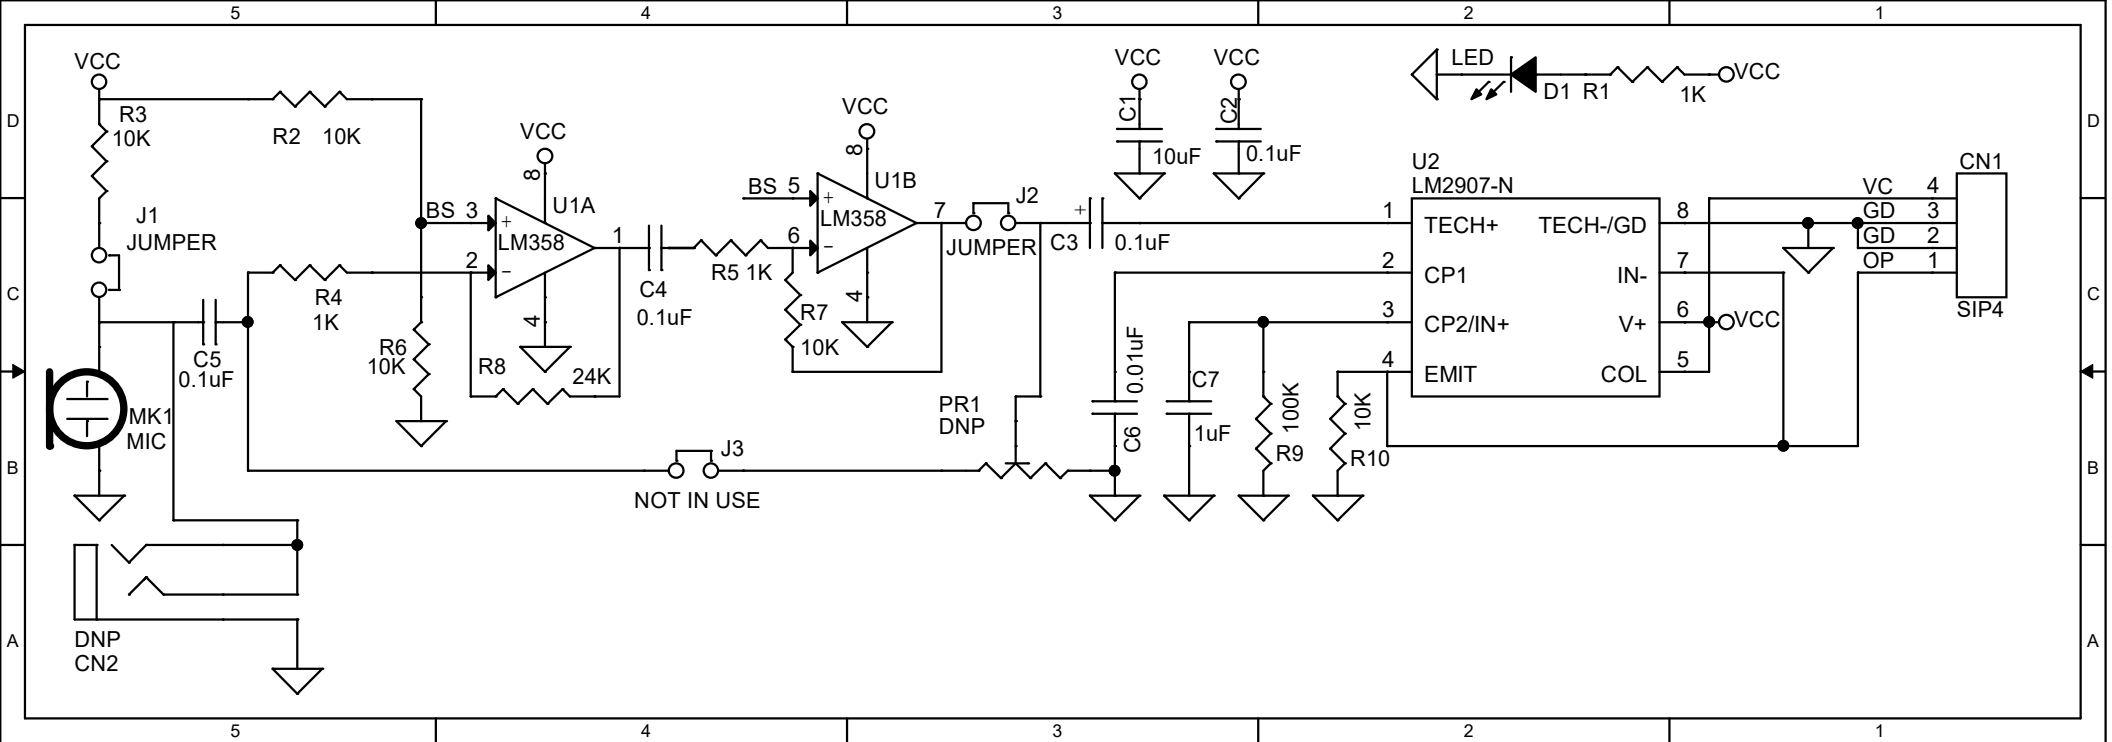 5 4 3 2 1
D
VCC
R3
10K
R2 10K
J1
JUMPER
R4
1K
C5
0.1uF
MK1
MIC
DNP
CN2
R6
10K
BS 3
2
VCC
8
U1A
+
LM358
-
1
4
R8 24K
C4
0.1uF
R5 1K
BS 5
6
VCC
8
U1B
+
LM358
-
7
4
R7
10K
J2
JUMPER
J3
NOT IN USE
PR1
DNP
+
C3 0.1uF
VCC
C1
10uF
VCC
C2
0.1uF
0.01uF
C6
C7
1uF
100K
R9
10K
R10
LED
D1 R1 1K
VCC
U2
LM2907-N
1 TECH+ TECH-/GD 8
2 CP1 IN- 7
3 CP2/IN+ V+ 6
VCC
4 EMIT COL 5
CN1
VC 4
GD 3
GD 2
OP 1
SIP4
D
C
C
B
B
A
A
5 4 3 2 1